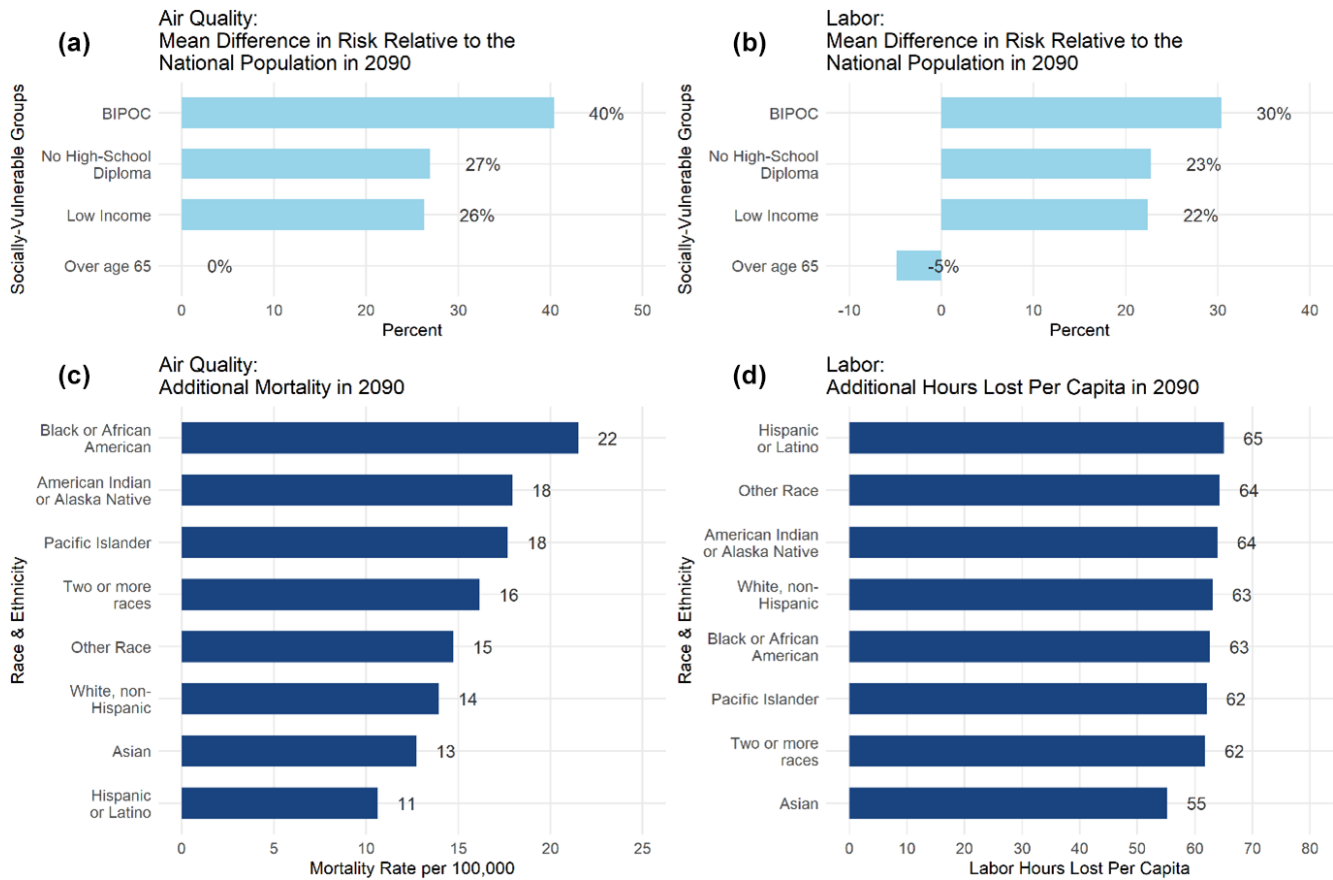 (a)
Air Quality:
Mean Difference in Risk Relative to the
National Population in 2090
Socially-Vulnerable Groups
BIPOC
40%
No High-School
Diploma
27%
Low Income
26%
Over age 65
0%
0
10
20
30
40
50
Percent
(b)
Labor:
Mean Difference in Risk Relative to the
National Population in 2090
Socially-Vulnerable Groups
BIPOC
30%
No High-School
Diploma
23%
Low Income
22%
Over age 65
-5%
-10
0
10
20
30
40
Percent
(c)
Air Quality:
Additional Mortality in 2090
Race & Ethnicity
Black or African
American
22
American Indian
or Alaska Native
18
Pacific Islander
18
Two or more
races
16
Other Race
15
White, non-
Hispanic
14
Asian
13
Hispanic
or Latino
11
0
5
10
15
20
25
Mortality Rate per 100,000
(d)
Labor:
Additional Hours Lost Per Capita in 2090
Race & Ethnicity
Hispanic
or Latino
65
Other Race
64
American Indian
or Alaska Native
64
White, non-
Hispanic
63
Black or African
American
63
Pacific Islander
62
Two or more
races
62
Asian
55
0
10
20
30
40
50
60
70
80
Labor Hours Lost Per Capita